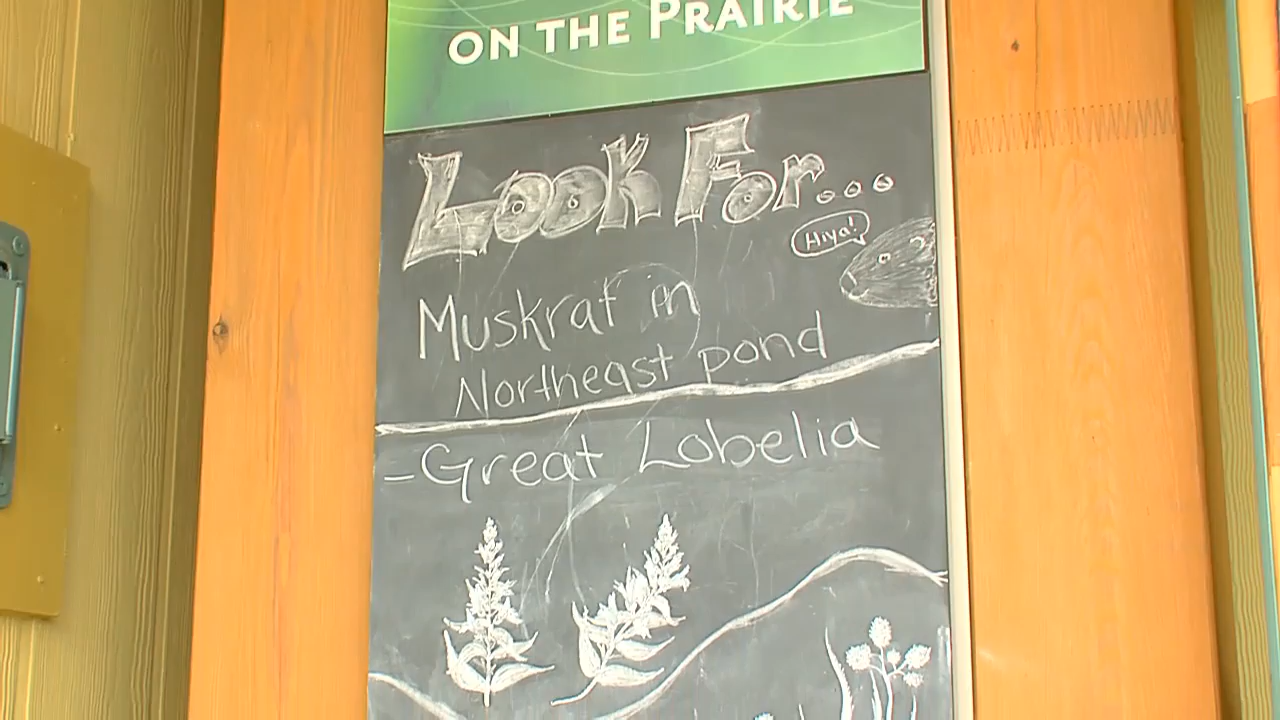 ON THE PRAIRIE
Look For...
Hiya!
Muskrat in
Northeast pond
-Great Lobelia